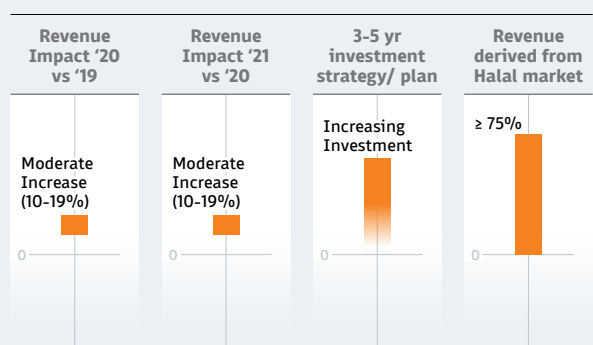 Revenue
Impact ‘20
vs ‘19
Revenue
Impact ‘21
vs ‘20
3-5 yr
investment
strategy/ plan
Revenue
derived from
Halal market
Moderate
Increase
(10-19%)
0
Moderate
Increase
(10-19%)
0
Increasing
Investment
0
≥ 75%
0